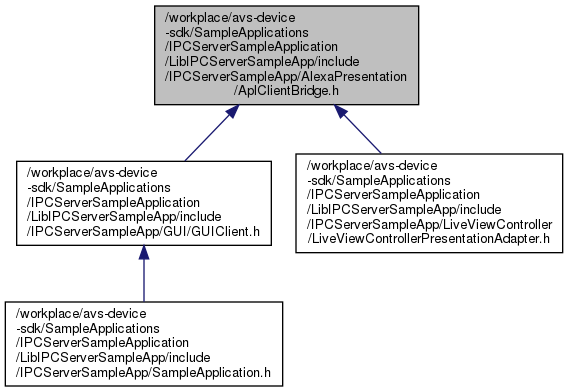 /workplace/avs-device
-sdk/SampleApplications
/IPCServerSampleApplication
/LibIPCServerSampleApp/include
/IPCServerSampleApp/AlexaPresentation
/AplClientBridge.h
/workplace/avs-device
-sdk/SampleApplications
/IPCServerSampleApplication
/LibIPCServerSampleApp/include
/IPCServerSampleApp/GUI/GUIClient.h
/workplace/avs-device
-sdk/SampleApplications
/IPCServerSampleApplication
/LibIPCServerSampleApp/include
/IPCServerSampleApp/LiveViewController
/LiveViewControllerPresentationAdapter.h
/workplace/avs-device
-sdk/SampleApplications
/IPCServerSampleApplication
/LibIPCServerSampleApp/include
/IPCServerSampleApp/SampleApplication.h